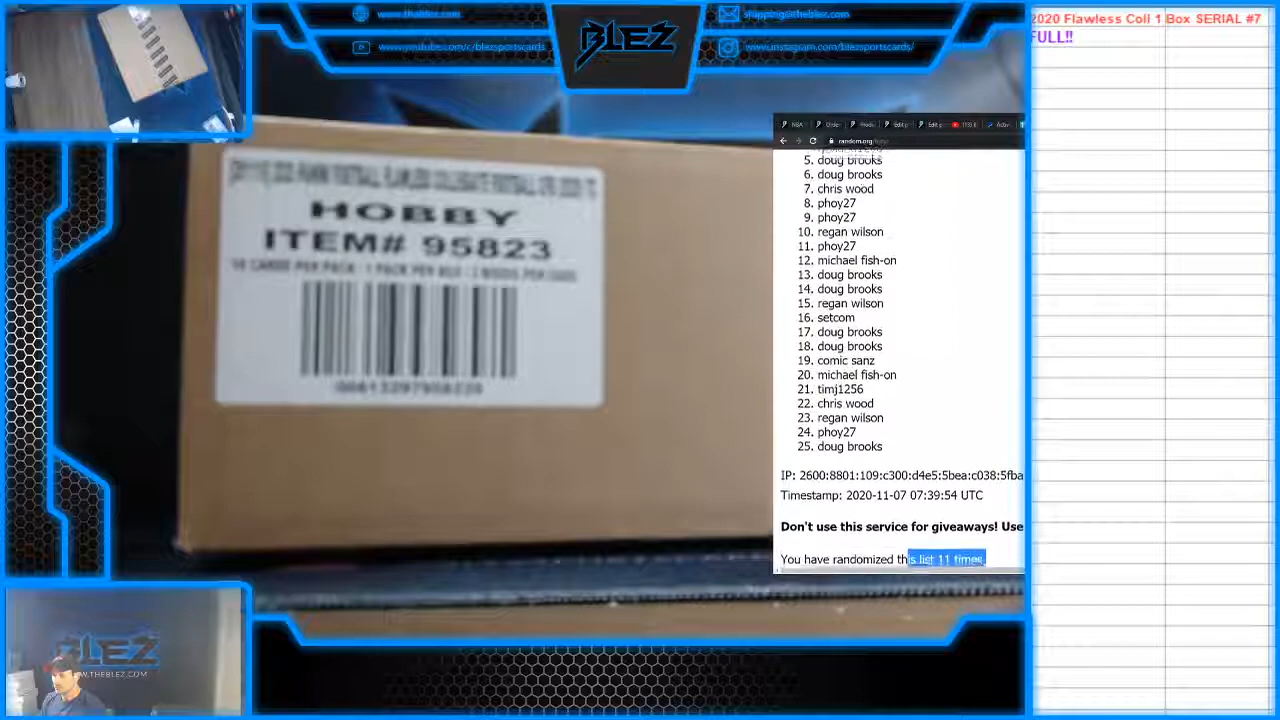 www.theblez.com
shipping@theblez.com
www.youtube.com/c/blezsportscards
BLEZ
www.instagram.com/blezsportscards/
2020 Flawless Coll 1 Box SERIAL #7
FULL!!
HOBBY
ITEM# 95823
random.org
5. doug brooks
6. doug brooks
7. chris wood
8. phoy27
9. phoy27
10. regan wilson
11. phoy27
12. michael fish-on
13. doug brooks
14. doug brooks
15. regan wilson
16. setcom
17. doug brooks
18. doug brooks
19. comic sanz
20. michael fish-on
21. timj1256
22. chris wood
23. regan wilson
24. phoy27
25. doug brooks
IP: 2600:8801:109:c300:d4e5:5bea:c038:5fba
Timestamp: 2020-11-07 07:39:54 UTC
Don't use this service for giveaways! Use
You have randomized this list 11 times.
BLEZ
WWW.THEBLEZ.COM